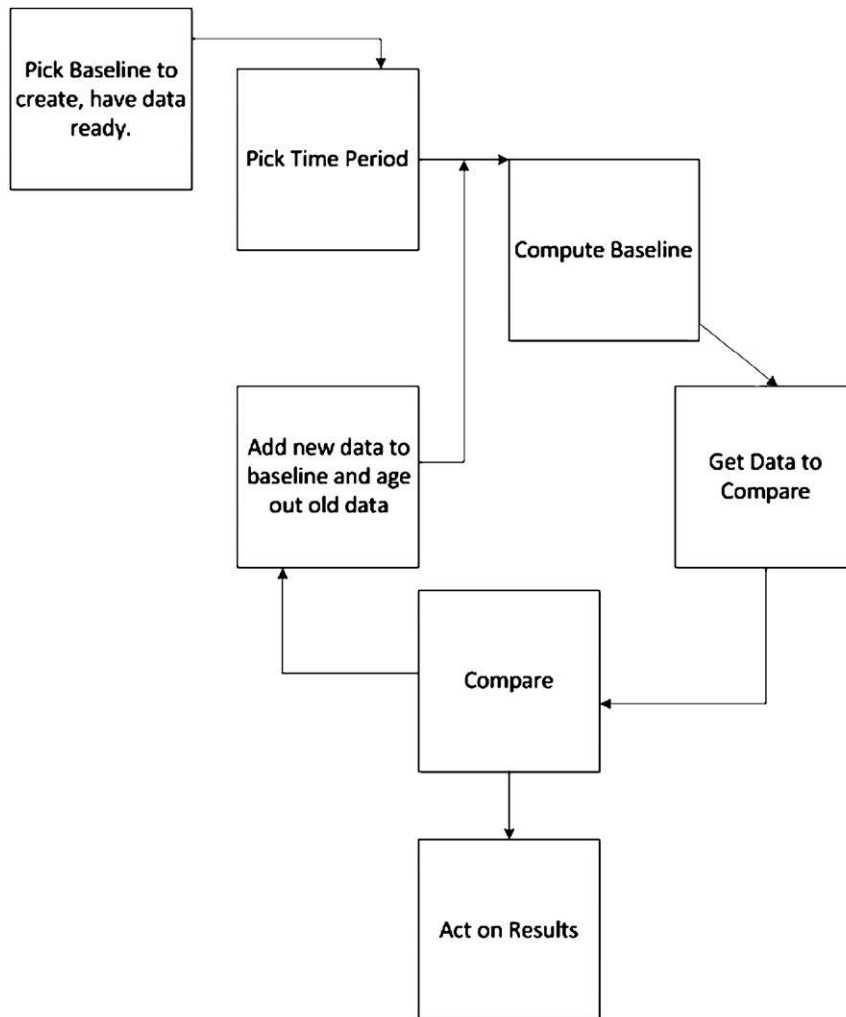 Pick Baseline to
create, have data
ready.
Pick Time Period
Compute Baseline
Add new data to
baseline and age
out old data
Get Data to
Compare
Compare
Act on Results